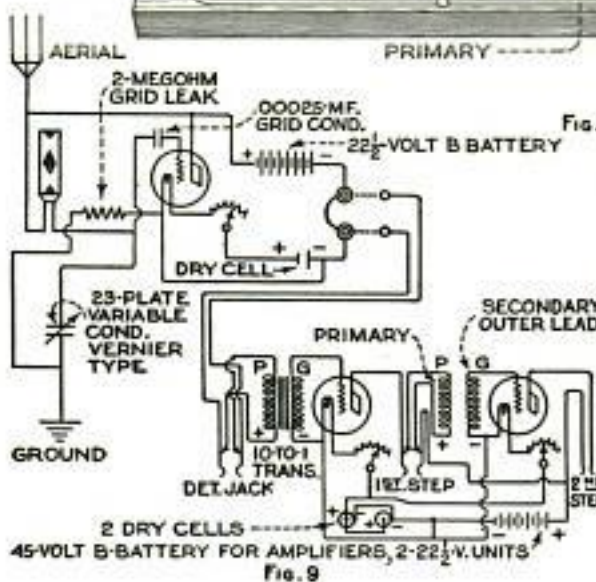 AERIAL
PRIMARY
2-MEGOHM
GRID LEAK
.00025-M.F.
GRID COND.
FIG.
+ 22½-VOLT B BATTERY -
+ -
DRY CELL
23-PLATE
VARIABLE
COND.
VERNIER
TYPE
GROUND
SECONDARY
OUTER LEAD
PRIMARY
P G P G
+ - + -
10-TO-1
TRANS.
DET. JACK
1ST. STEP
2ND
STE
2 DRY CELLS
+ - + - - +
45-VOLT B-BATTERY FOR AMPLIFIERS, 2-22½-V. UNITS
FIG. 9